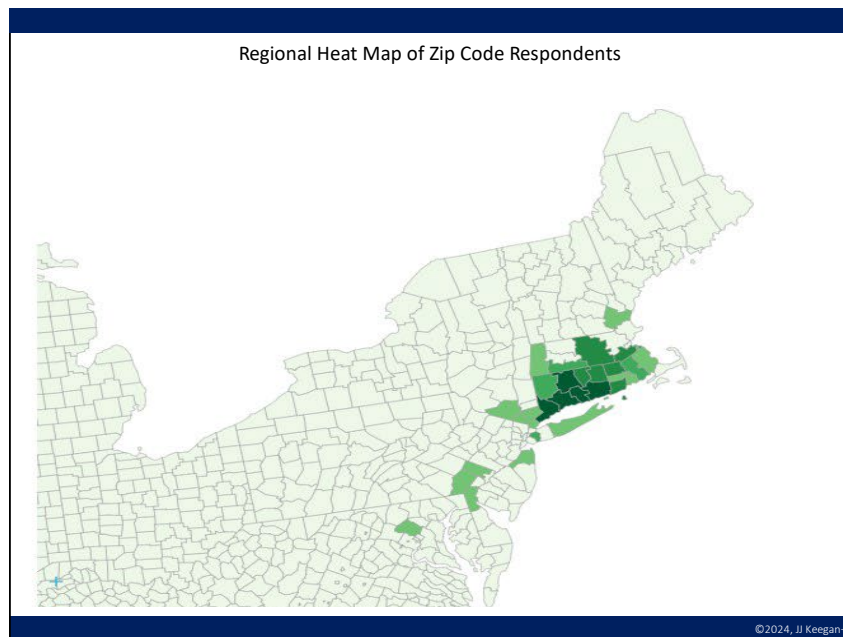 Regional Heat Map of Zip Code Respondents
©2024, JJ Keegan+